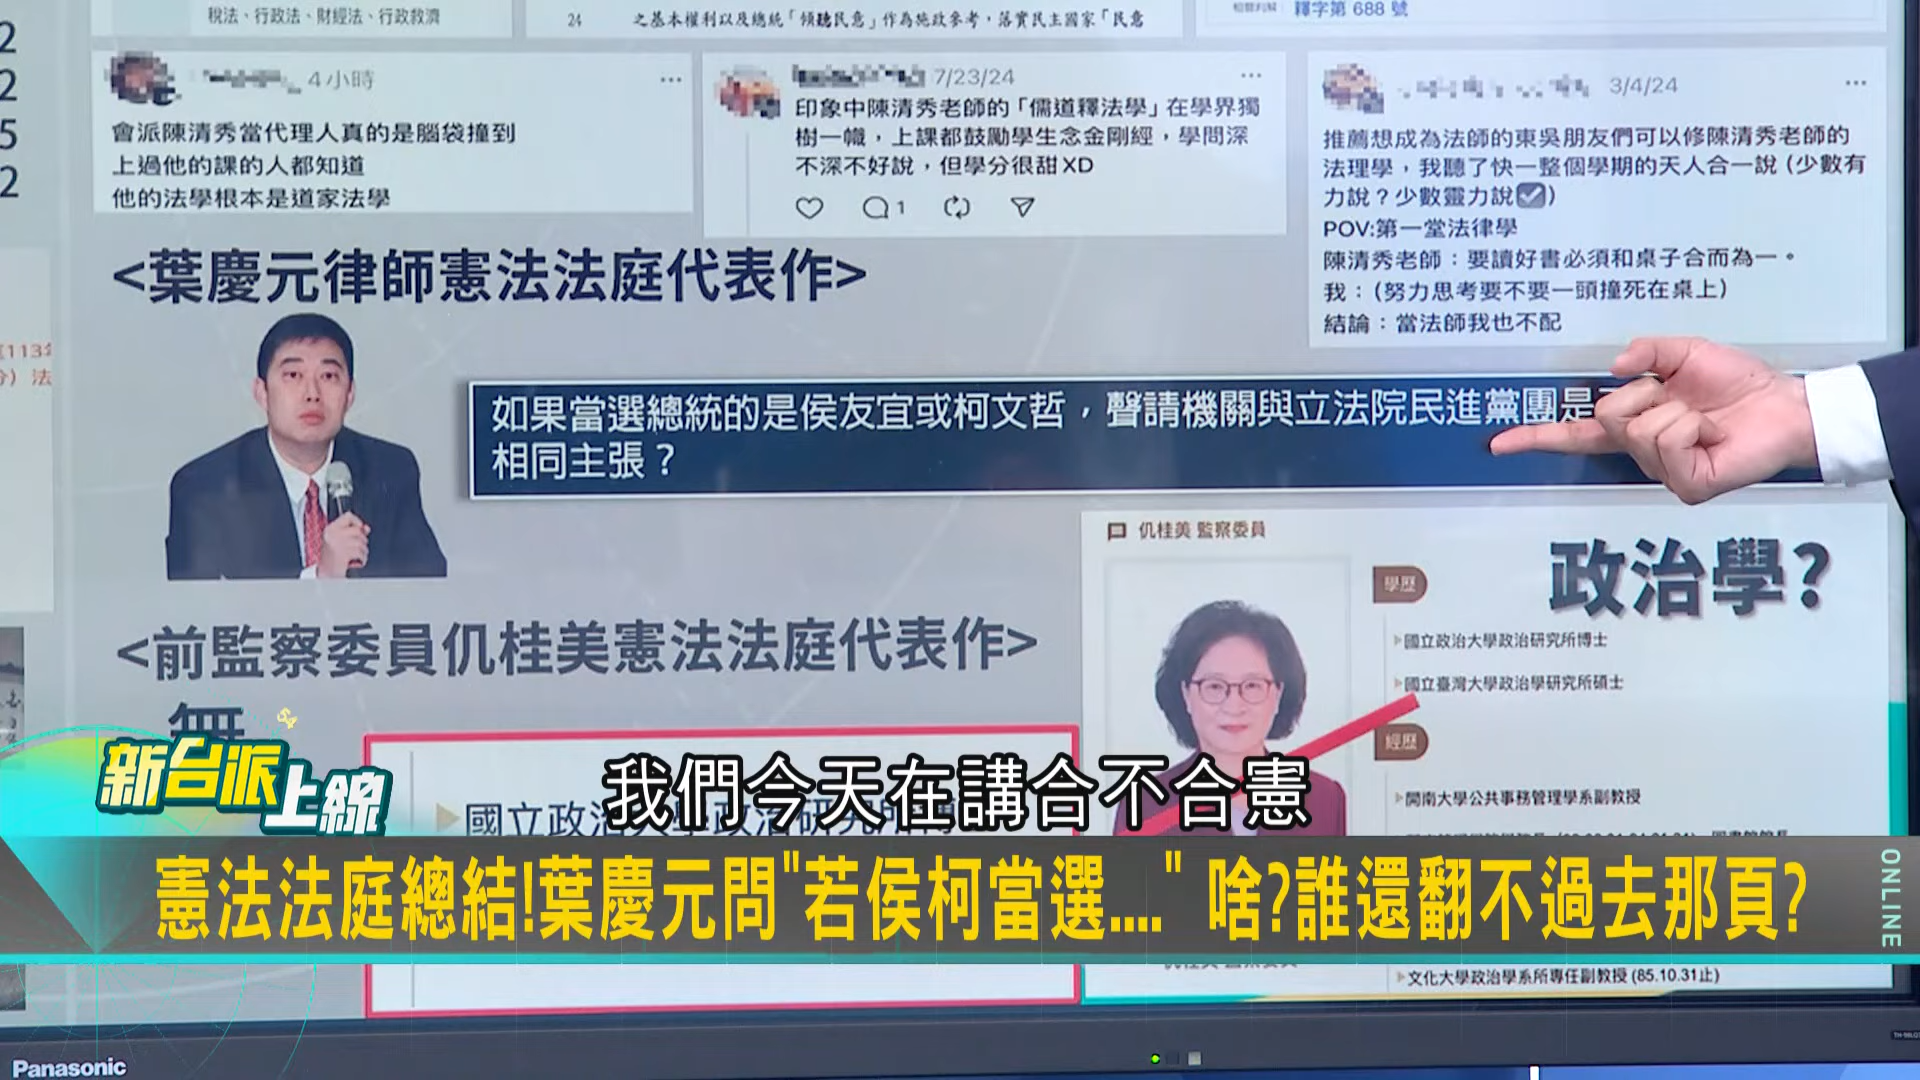 稅法、行政法、財經法、行政救濟
24 之基本權利以及總統「傾聽民意」作為施政參考，落實民主國家「民意
釋字第 688 號
2
2
5
2
4小時
會派陳清秀當代理人真的是腦袋撞到
上過他的課的人都知道
他的法學根本是道家法學
7/23/24
印象中陳清秀老師的「儒道釋法學」在學界獨
樹一幟，上課都鼓勵學生念金剛經，學問深
不深不好說，但學分很甜XD
1
3/4/24
推薦想成為法師的東吳朋友們可以修陳清秀老師的
法理學，我聽了快一整個學期的天人合一說 (少數有
力說？少數靈力說☑)
POV:第一堂法律學
陳清秀老師：要讀好書必須和桌子合而為一。
我：(努力思考要不要一頭撞死在桌上)
結論：當法師我也不配
<葉慶元律師憲法法庭代表作>
如果當選總統的是侯友宜或柯文哲，聲請機關與立法院民進黨團是
相同主張？
仉桂美 監察委員
政治學?
學歷
▸國立政治大學政治研究所博士
▸國立臺灣大學政治學研究所碩士
經歷
▸開南大學公共事務管理學系副教授
▸文化大學政治學系所專任副教授 (85.10.31止)
<前監察委員仉桂美憲法法庭代表作>
無
國立政治大學政治研究所博
新台派上線
我們今天在講合不合憲
憲法法庭總結!葉慶元問"若侯柯當選...." 啥?誰還翻不過去那頁?
ONLINE
Panasonic